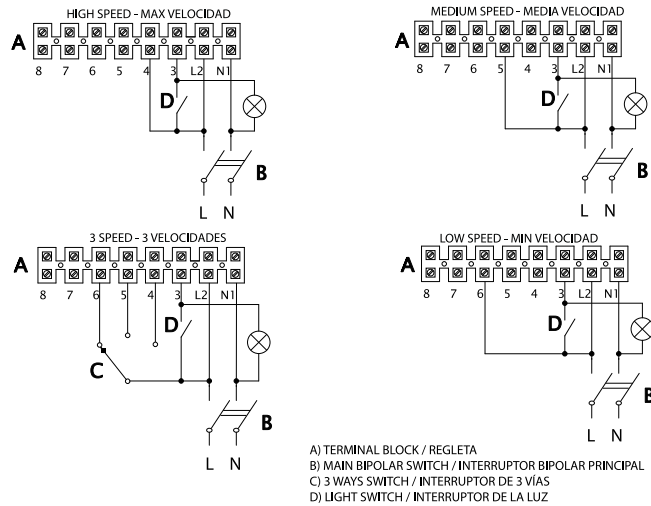 HIGH SPEED - MAX VELOCIDAD
A
8 7 6 5 4 3 L2 N1
D
B
L N
MEDIUM SPEED - MEDIA VELOCIDAD
A
8 7 6 5 4 3 L2 N1
D
B
L N
3 SPEED - 3 VELOCIDADES
A
8 7 6 5 4 3 L2 N1
D
C
B
L N
LOW SPEED - MIN VELOCIDAD
A
8 7 6 5 4 3 L2 N1
D
B
L N
A) TERMINAL BLOCK / REGLETA
B) MAIN BIPOLAR SWITCH / INTERRUPTOR BIPOLAR PRINCIPAL
C) 3 WAYS SWITCH / INTERRUPTOR DE 3 VÍAS
D) LIGHT SWITCH / INTERRUPTOR DE LA LUZ